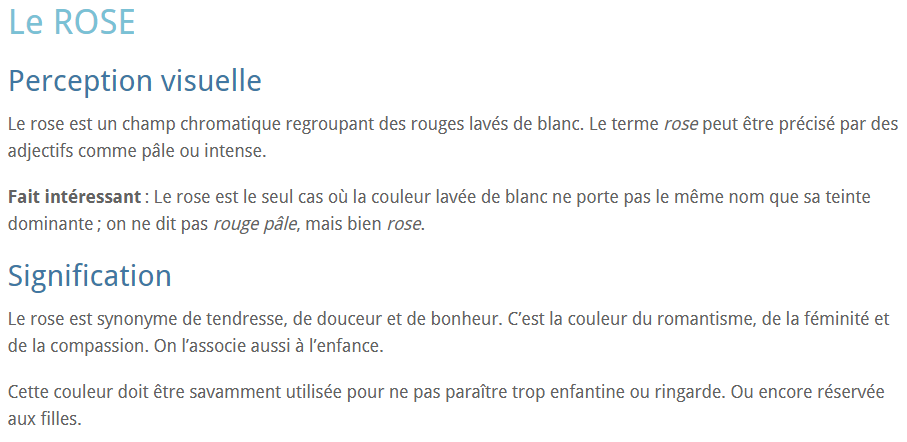 Le ROSE
Perception visuelle
Le rose est un champ chromatique regroupant des rouges lavés de blanc. Le terme rose peut être précisé par des
adjectifs comme pâle ou intense.
Fait intéressant : Le rose est le seul cas où la couleur lavée de blanc ne porte pas le même nom que sa teinte
dominante ; on ne dit pas rouge pâle, mais bien rose.
Signification
Le rose est synonyme de tendresse, de douceur et de bonheur. C’est la couleur du romantisme, de la féminité et
de la compassion. On l’associe aussi à l’enfance.
Cette couleur doit être savamment utilisée pour ne pas paraître trop enfantine ou ringarde. Ou encore réservée
aux filles.